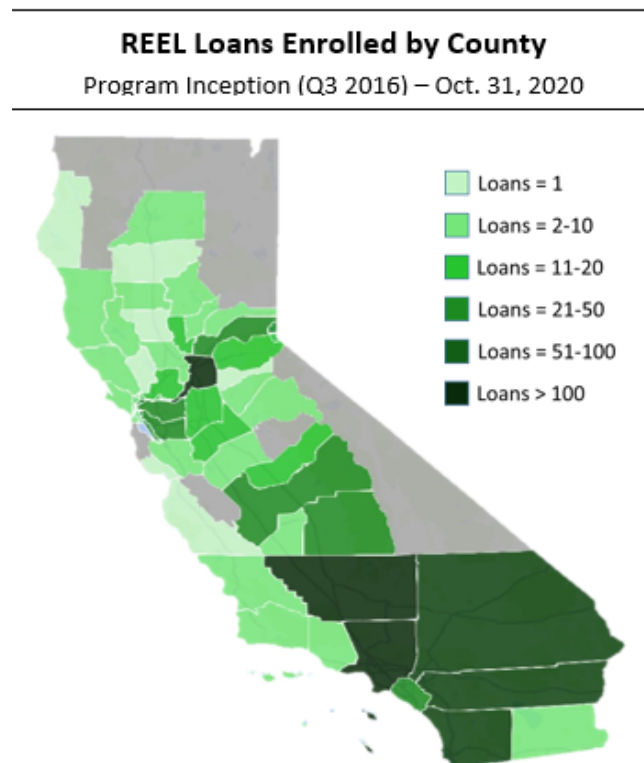 REEL Loans Enrolled by County
Program Inception (Q3 2016) – Oct. 31, 2020
Loans = 1
Loans = 2-10
Loans = 11-20
Loans = 21-50
Loans = 51-100
Loans > 100